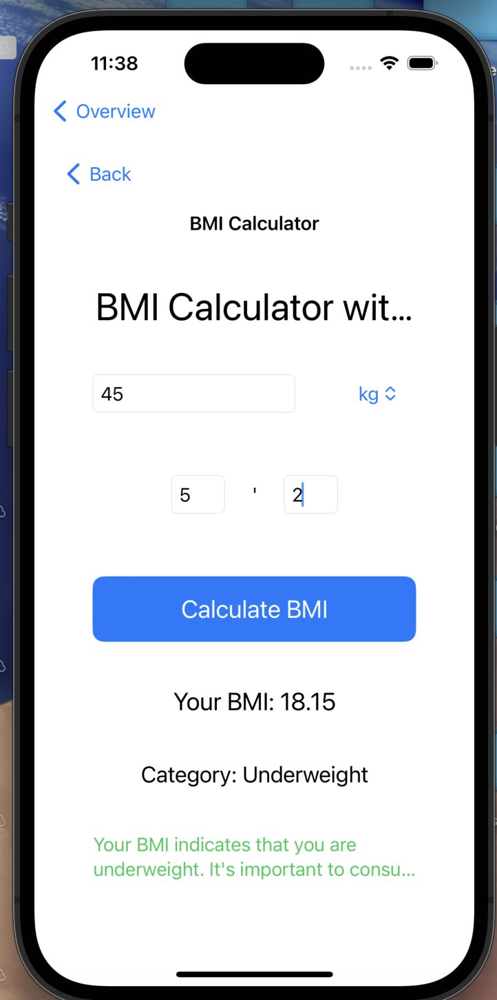 11:38
Overview
Back
BMI Calculator
BMI Calculator wit...
45 kg
5 ' 2
Calculate BMI
Your BMI: 18.15
Category: Underweight
Your BMI indicates that you are
underweight. It's important to consu...